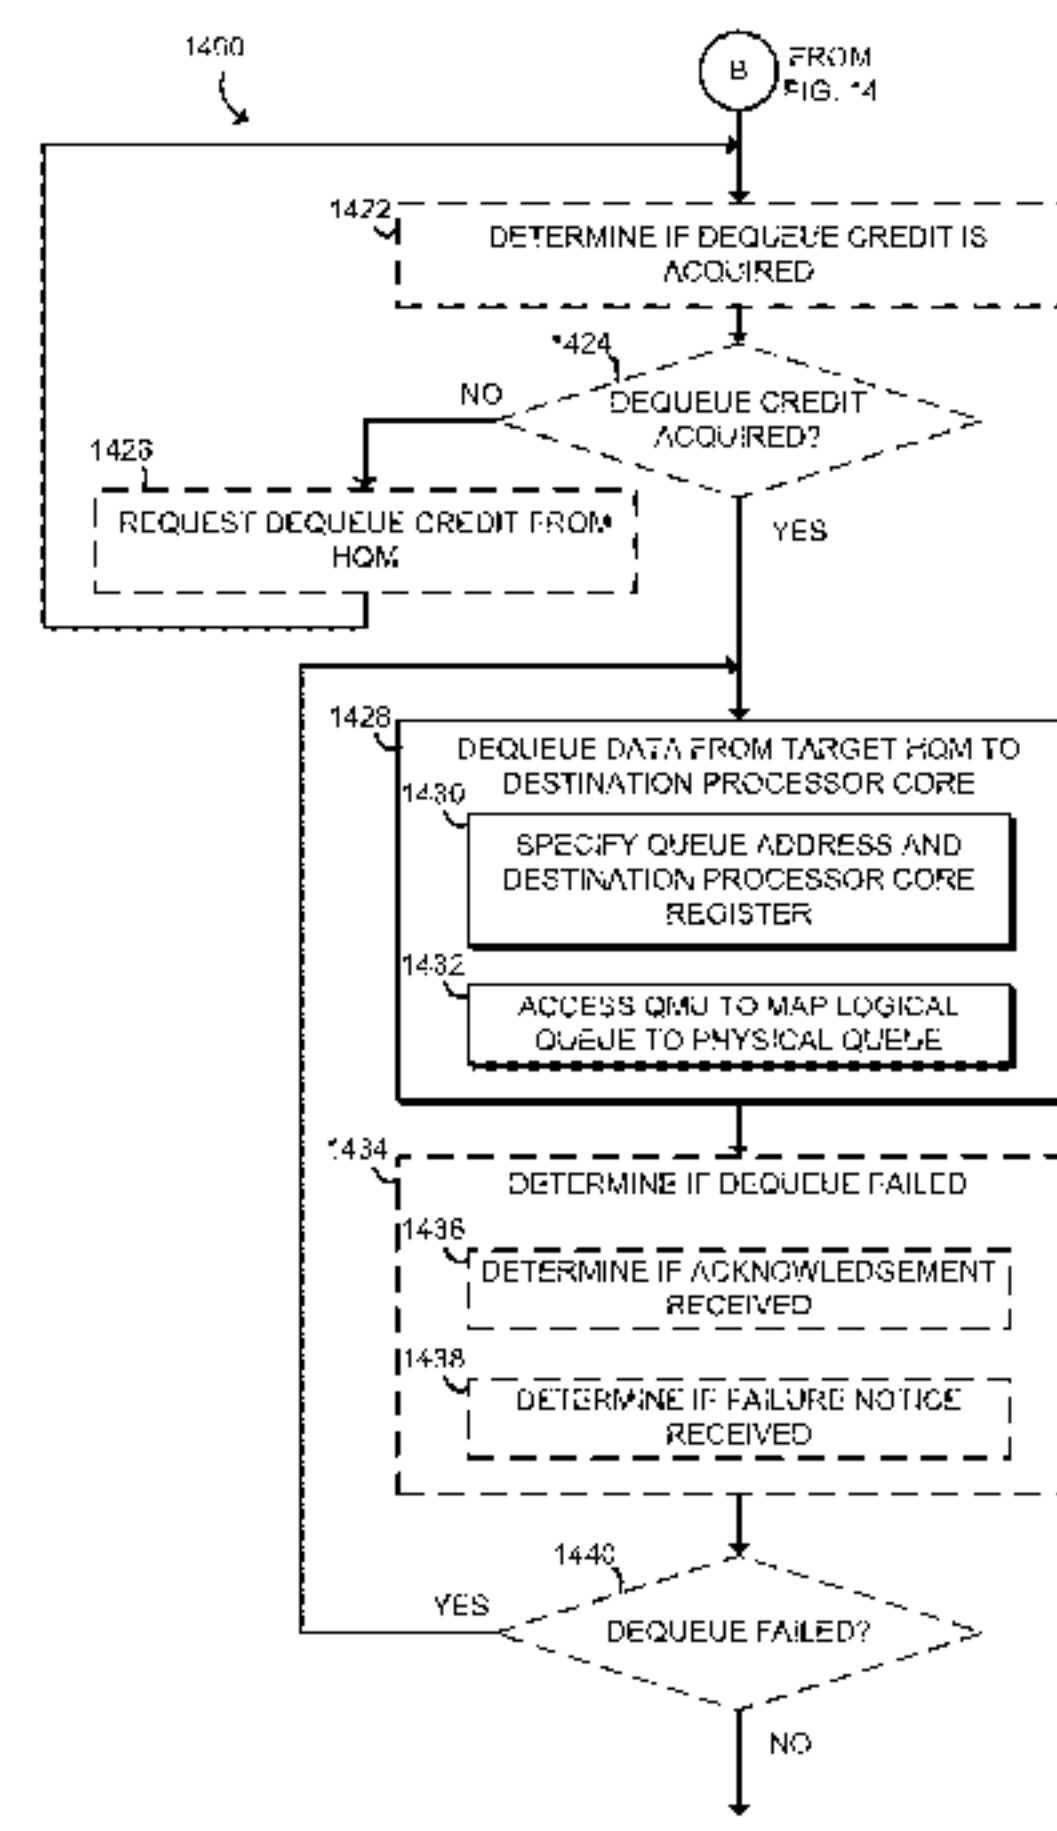 1400
B
FROM
FIG. 14
1422
DETERMINE IF DEQUEUE CREDIT IS
ACQUIRED
1424
DEQUEUE CREDIT
ACQUIRED?
NO
YES
1426
REQUEST DEQUEUE CREDIT FROM
HQM
1428
DEQUEUE DATA FROM TARGET HQM TO
DESTINATION PROCESSOR CORE
1430
SPECIFY QUEUE ADDRESS AND
DESTINATION PROCESSOR CORE
REGISTER
1432
ACCESS QMU TO MAP LOGICAL
QUEUE TO PHYSICAL QUEUE
1434
DETERMINE IF DEQUEUE FAILED
1436
DETERMINE IF ACKNOWLEDGEMENT
RECEIVED
1438
DETERMINE IF FAILURE NOTICE
RECEIVED
1440
YES
DEQUEUE FAILED?
NO